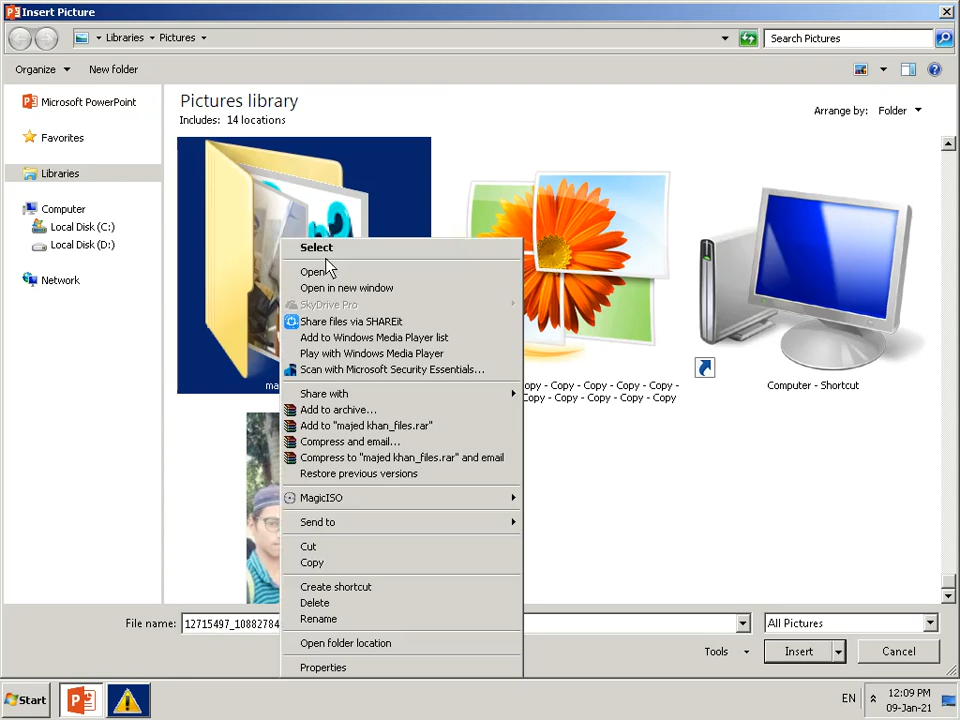 Insert Picture
Libraries Pictures
Search Pictures
Organize New folder
Microsoft PowerPoint
Favorites
Libraries
Computer
Local Disk (C:)
Local Disk (D:)
Network
Pictures library
Includes: 14 locations
Arrange by: Folder
ma
Select
Open
Open in new window
SkyDrive Pro
Share files via SHAREit
Add to Windows Media Player list
Play with Windows Media Player
Scan with Microsoft Security Essentials...
Share with
Add to archive...
Add to "majed khan_files.rar"
Compress and email...
Compress to "majed khan_files.rar" and email
Restore previous versions
MagicISO
Send to
Cut
Copy
Create shortcut
Delete
Rename
Open folder location
Properties
opy - Copy - Copy - Copy - Copy -
Copy - Copy - Copy - Copy - Copy
Computer - Shortcut
File name: 12715497_10882784
All Pictures
Tools Insert Cancel
Start
EN
12:09 PM
09-Jan-21